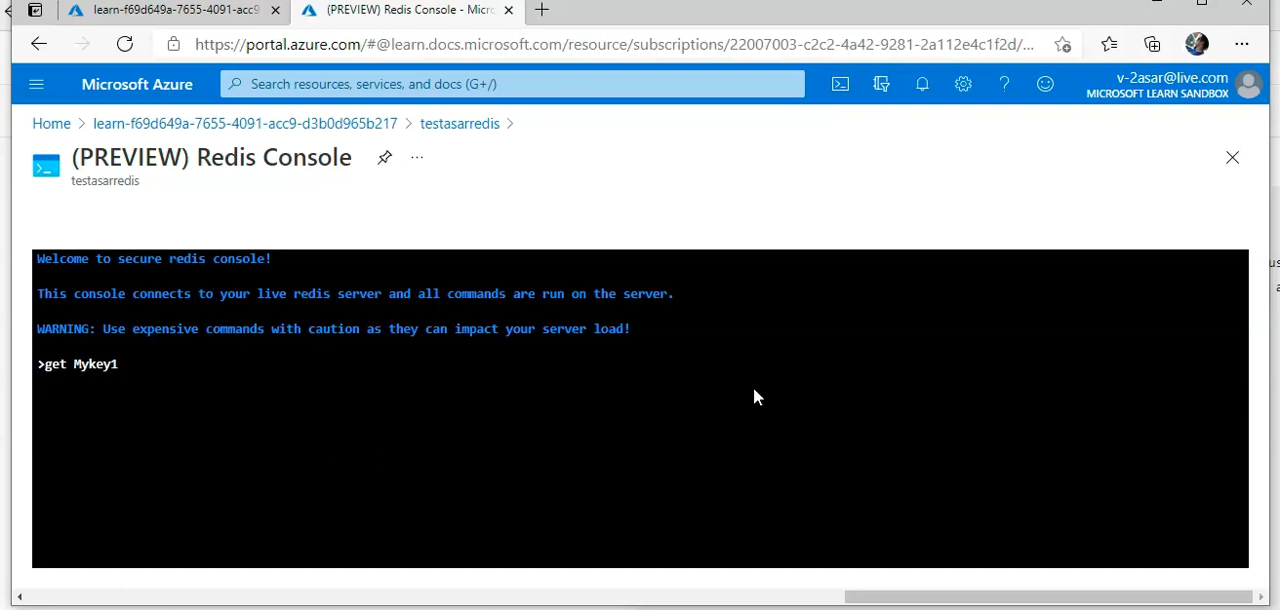 learn-f69d649a-7655-4091-acc9
(PREVIEW) Redis Console - Micro
https://portal.azure.com/#@learn.docs.microsoft.com/resource/subscriptions/22007003-c2c2-4a42-9281-2a112e4c1f2d/...
Microsoft Azure
Search resources, services, and docs (G+/)
v-2asar@live.com
MICROSOFT LEARN SANDBOX
Home > learn-f69d649a-7655-4091-acc9-d3b0d965b217 > testasarredis >
(PREVIEW) Redis Console
testasarredis
Welcome to secure redis console!
This console connects to your live redis server and all commands are run on the server.
WARNING: Use expensive commands with caution as they can impact your server load!
>get Mykey1